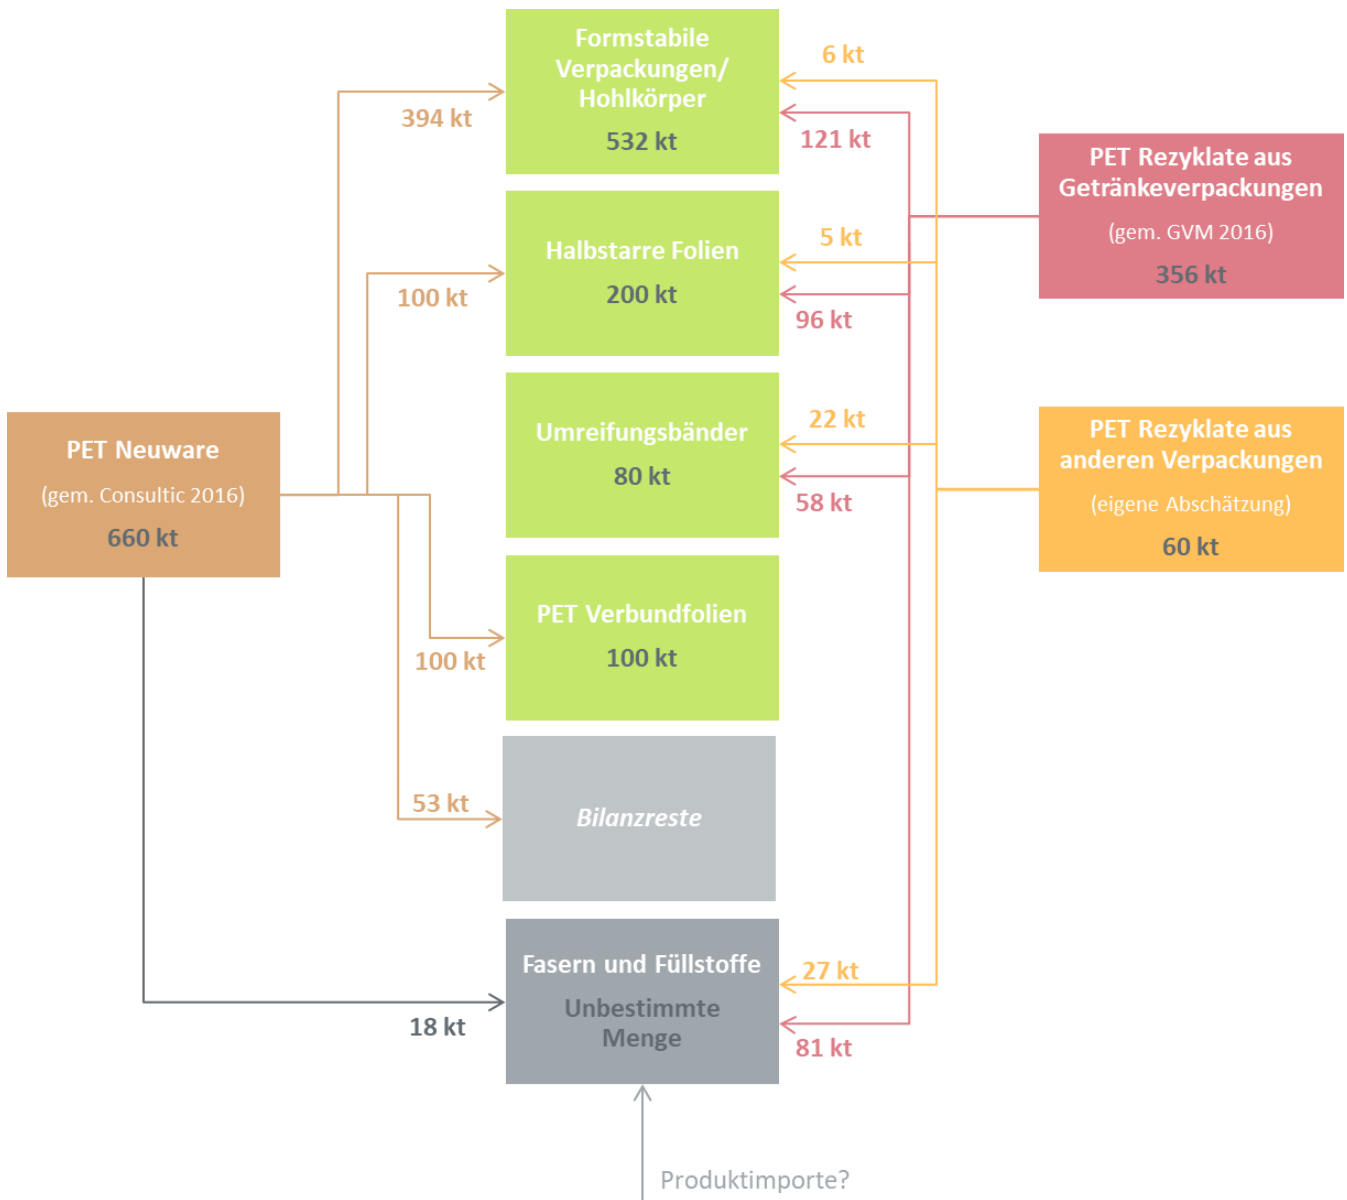 Formstabile
Verpackungen/
Hohlkörper
532 kt
394 kt
6 kt
121 kt
PET Rezyklate aus
Getränkeverpackungen
(gem. GVM 2016)
356 kt
Halbstarre Folien
200 kt
100 kt
5 kt
96 kt
PET Neuware
(gem. Consultic 2016)
660 kt
Umreifungsbänder
80 kt
22 kt
58 kt
PET Rezyklate aus
anderen Verpackungen
(eigene Abschätzung)
60 kt
PET Verbundfolien
100 kt
100 kt
53 kt
Bilanzreste
Fasern und Füllstoffe
Unbestimmte
Menge
18 kt
27 kt
81 kt
Produktimporte?